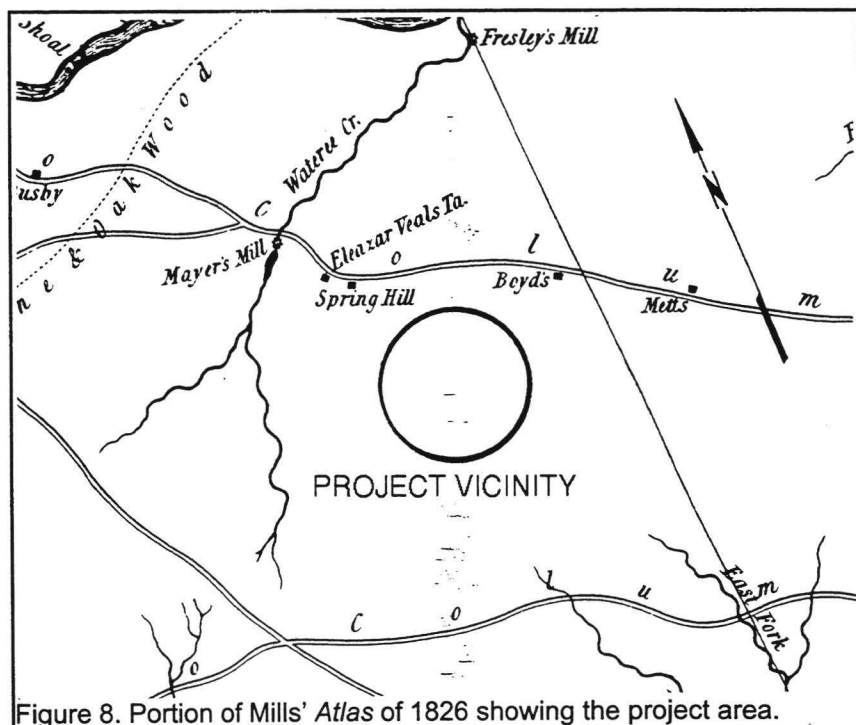 Shoal
Fresley's Mill
ne & Oak Wood
Wateree Cr.
usby
Mayer's Mill
Eleazar Veals Ta.
Spring Hill
Boyd's
Metts
o C o l u m
N
PROJECT VICINITY
East Fork
o C o l u m
Figure 8. Portion of Mills' Atlas of 1826 showing the project area.